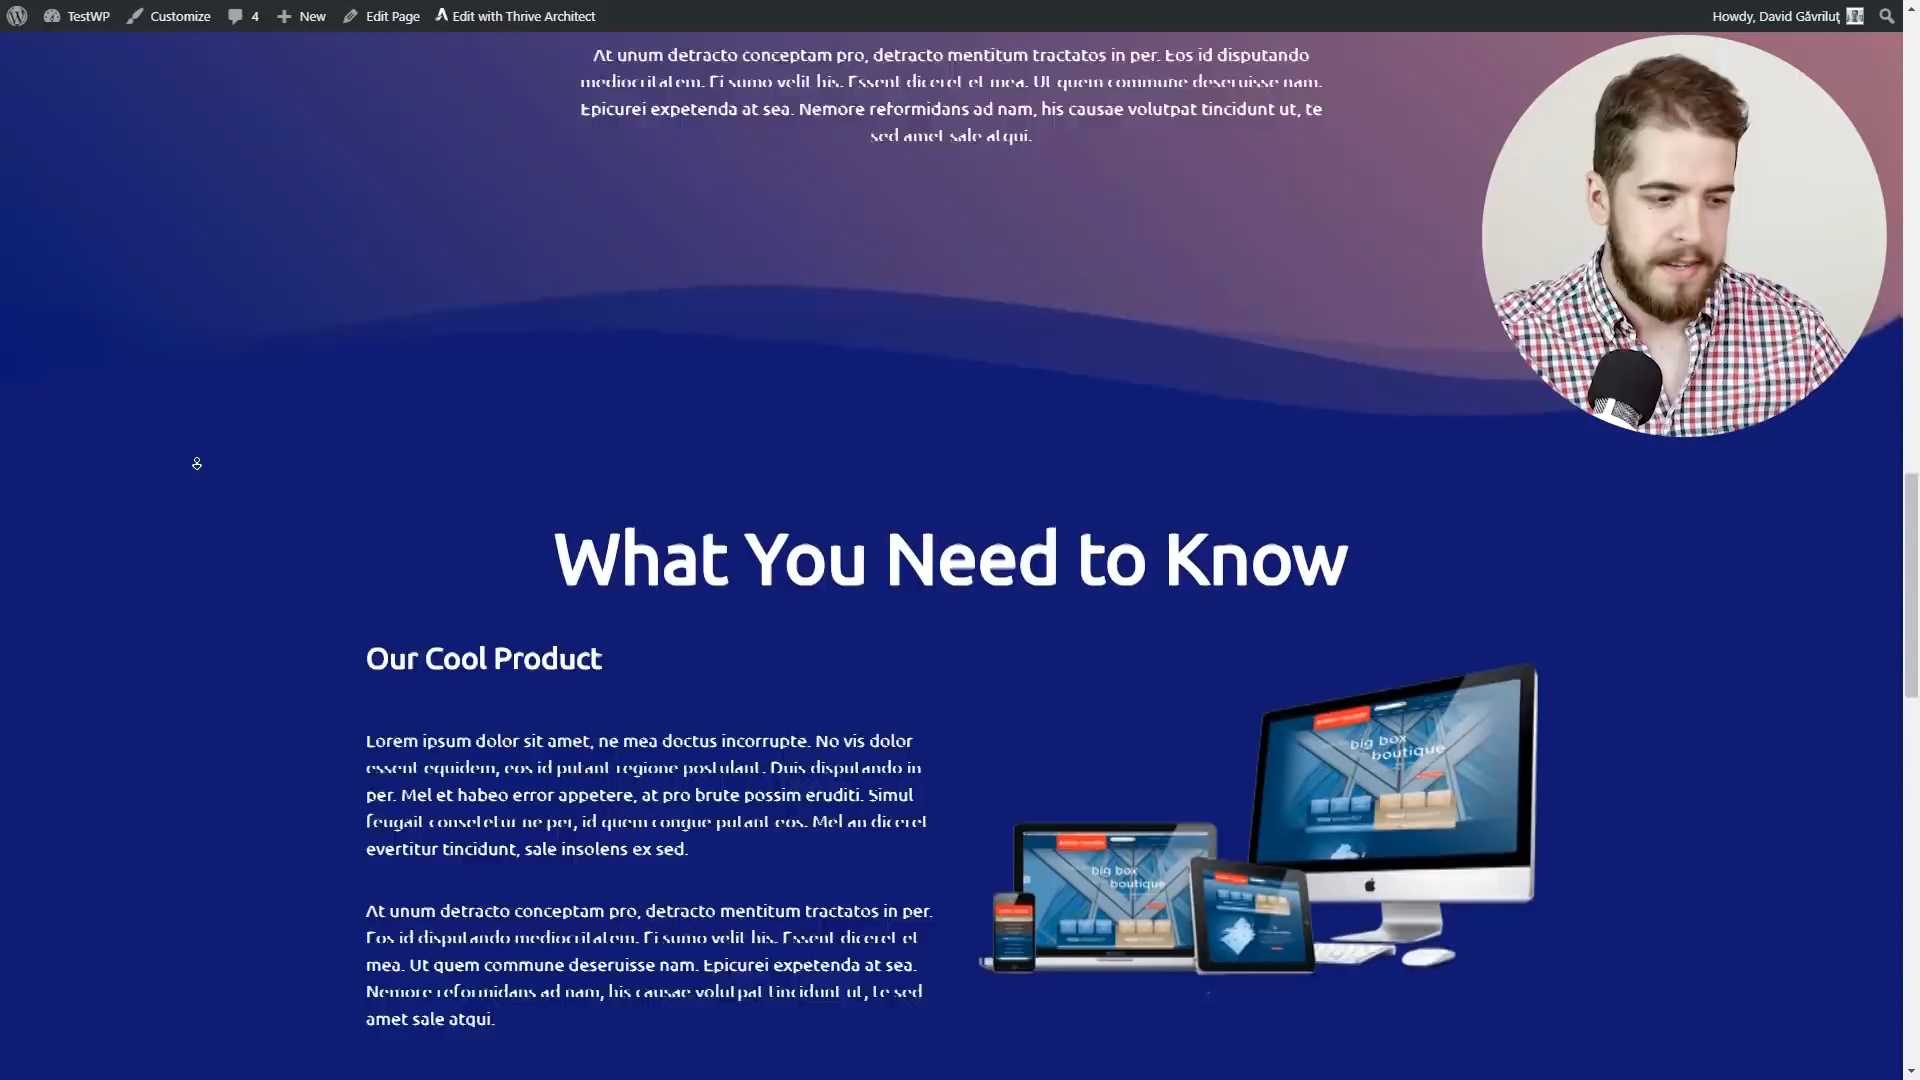 TestWP Customize 4 New Edit Page Edit with Thrive Architect Howdy, David Găvriluț
At unum detracto conceptam pro, detracto mentitum tractatos in per. Eos id disputando
mediocritatem. Ei sumo velit his. Essent diceret et mea. Ut quem commune deseruisse nam.
Epicurei expetenda at sea. Nemore reformidans ad nam, his causae volutpat tincidunt ut, te
sed amet sale atqui.
What You Need to Know
Our Cool Product
Lorem ipsum dolor sit amet, ne mea doctus incorrupte. No vis dolor
essent equidem, eos id putant regione postulant. Duis disputando in
per. Mel et habeo error appetere, at pro brute possim eruditi. Simul
feugait consetetur ne per, id quem congue putant eos. Mel an diceret
evertitur tincidunt, sale insolens ex sed.
At unum detracto conceptam pro, detracto mentitum tractatos in per.
Eos id disputando mediocritatem. Ei sumo velit his. Essent diceret et
mea. Ut quem commune deseruisse nam. Epicurei expetenda at sea.
Nemore reformidans ad nam, his causae volutpat tincidunt ut, te sed
amet sale atqui.
big box
boutique
big box
boutique